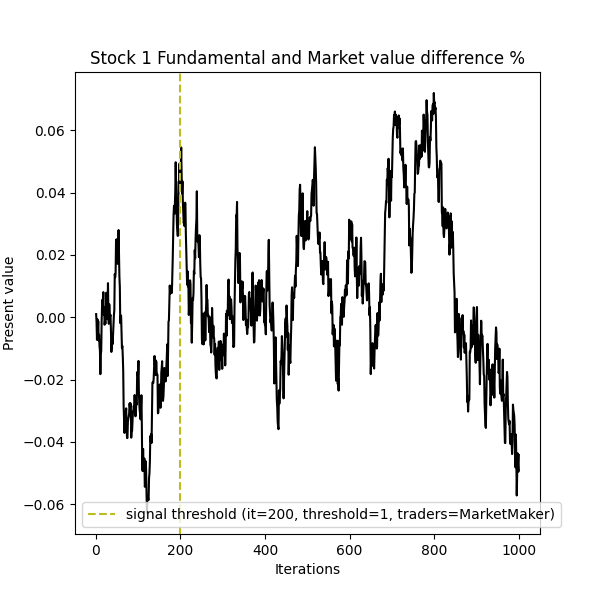 Stock 1 Fundamental and Market value difference %
Present value
0.06
0.04
0.02
0.00
−0.02
−0.04
−0.06
signal threshold (it=200, threshold=1, traders=MarketMaker)
0 200 400 600 800 1000
Iterations